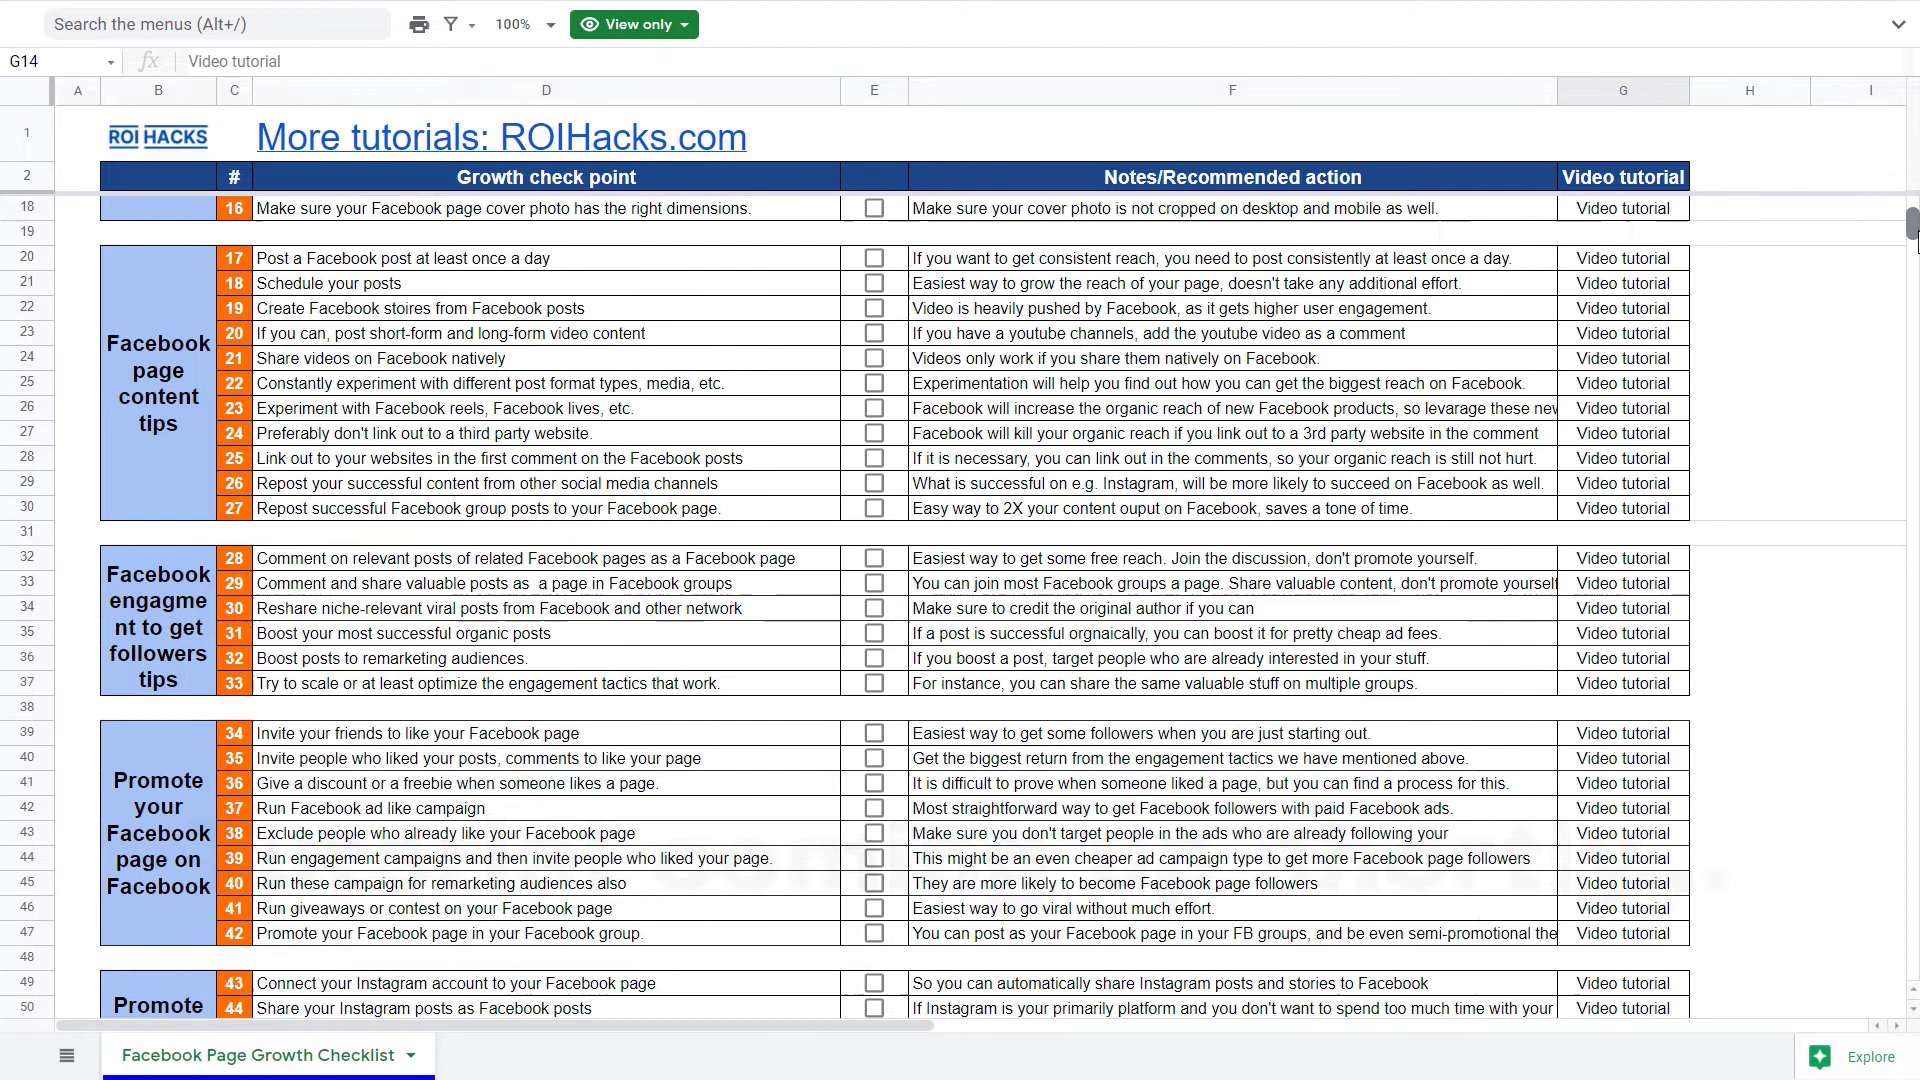 Search the menus (Alt+/) 100% View only
G14 fx Video tutorial
A B C D E F G H I
1 ROI HACKS More tutorials: ROIHacks.com
2 # Growth check point Notes/Recommended action Video tutorial
18 16 Make sure your Facebook page cover photo has the right dimensions. Make sure your cover photo is not cropped on desktop and mobile as well. Video tutorial
19
20 17 Post a Facebook post at least once a day If you want to get consistent reach, you need to post consistently at least once a day. Video tutorial
21 18 Schedule your posts Easiest way to grow the reach of your page, doesn't take any additional effort. Video tutorial
22 19 Create Facebook stoires from Facebook posts Video is heavily pushed by Facebook, as it gets higher user engagement. Video tutorial
23 Facebook 20 If you can, post short-form and long-form video content If you have a youtube channels, add the youtube video as a comment Video tutorial
24 page 21 Share videos on Facebook natively Videos only work if you share them natively on Facebook. Video tutorial
25 content 22 Constantly experiment with different post format types, media, etc. Experimentation will help you find out how you can get the biggest reach on Facebook. Video tutorial
26 tips 23 Experiment with Facebook reels, Facebook lives, etc. Facebook will increase the organic reach of new Facebook products, so levarage these new Video tutorial
27 24 Preferably don't link out to a third party website. Facebook will kill your organic reach if you link out to a 3rd party website in the comment Video tutorial
28 25 Link out to your websites in the first comment on the Facebook posts If it is necessary, you can link out in the comments, so your organic reach is still not hurt. Video tutorial
29 26 Repost your successful content from other social media channels What is successful on e.g. Instagram, will be more likely to succeed on Facebook as well. Video tutorial
30 27 Repost successful Facebook group posts to your Facebook page. Easy way to 2X your content ouput on Facebook, saves a tone of time. Video tutorial
31
32 Facebook 28 Comment on relevant posts of related Facebook pages as a Facebook page Easiest way to get some free reach. Join the discussion, don't promote yourself. Video tutorial
33 engagme 29 Comment and share valuable posts as a page in Facebook groups You can join most Facebook groups a page. Share valuable content, don't promote yourself Video tutorial
34 nt to get 30 Reshare niche-relevant viral posts from Facebook and other network Make sure to credit the original author if you can Video tutorial
35 followers 31 Boost your most successful organic posts If a post is successful orgnaically, you can boost it for pretty cheap ad fees. Video tutorial
36 tips 32 Boost posts to remarketing audiences. If you boost a post, target people who are already interested in your stuff. Video tutorial
37 33 Try to scale or at least optimize the engagement tactics that work. For instance, you can share the same valuable stuff on multiple groups. Video tutorial
38
39 34 Invite your friends to like your Facebook page Easiest way to get some followers when you are just starting out. Video tutorial
40 Promote 35 Invite people who liked your posts, comments to like your page Get the biggest return from the engagement tactics we have mentioned above. Video tutorial
41 your 36 Give a discount or a freebie when someone likes a page. It is difficult to prove when someone liked a page, but you can find a process for this. Video tutorial
42 Facebook 37 Run Facebook ad like campaign Most straightforward way to get Facebook followers with paid Facebook ads. Video tutorial
43 page on 38 Exclude people who already like your Facebook page Make sure you don't target people in the ads who are already following your Video tutorial
44 Facebook 39 Run engagement campaigns and then invite people who liked your page. This might be an even cheaper ad campaign type to get more Facebook page followers Video tutorial
45 40 Run these campaign for remarketing audiences also They are more likely to become Facebook page followers Video tutorial
46 41 Run giveaways or contest on your Facebook page Easiest way to go viral without much effort. Video tutorial
47 42 Promote your Facebook page in your Facebook group. You can post as your Facebook page in your FB groups, and be even semi-promotional the Video tutorial
48
49 43 Connect your Instagram account to your Facebook page So you can automatically share Instagram posts and stories to Facebook Video tutorial
50 Promote 44 Share your Instagram posts as Facebook posts If Instagram is your primarily platform and you don't want to spend too much time with your Video tutorial
Facebook Page Growth Checklist Explore